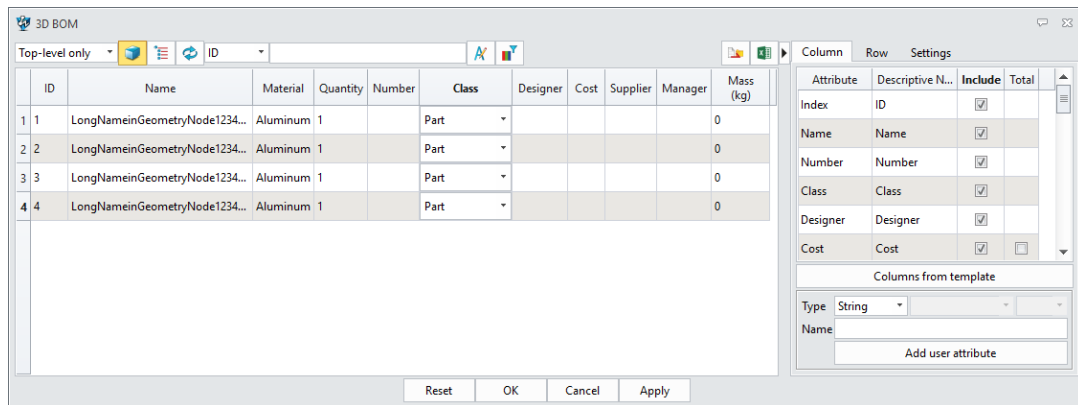 3D BOM
Top-level only ID
Column Row Settings
ID Name Material Quantity Number Class Designer Cost Supplier Manager Mass (kg)
1 1 LongNameinGeometryNode1234... Aluminum 1 Part 0
2 2 LongNameinGeometryNode1234... Aluminum 1 Part 0
3 3 LongNameinGeometryNode1234... Aluminum 1 Part 0
4 4 LongNameinGeometryNode1234... Aluminum 1 Part 0
Attribute Descriptive N... Include Total
Index ID
Name Name
Number Number
Class Class
Designer Designer
Cost Cost
Columns from template
Type String
Name
Add user attribute
Reset OK Cancel Apply